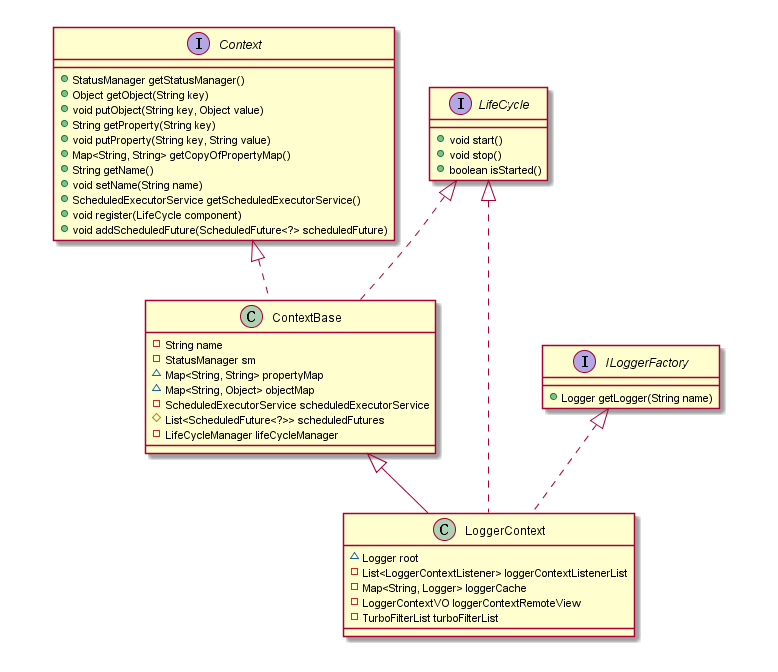 I Context
StatusManager getStatusManager()
Object getObject(String key)
void putObject(String key, Object value)
String getProperty(String key)
void putProperty(String key, String value)
Map<String, String> getCopyOfPropertyMap()
String getName()
void setName(String name)
ScheduledExecutorService getScheduledExecutorService()
void register(LifeCycle component)
void addScheduledFuture(ScheduledFuture<?> scheduledFuture)
I LifeCycle
void start()
void stop()
boolean isStarted()
C ContextBase
String name
StatusManager sm
Map<String, String> propertyMap
Map<String, Object> objectMap
ScheduledExecutorService scheduledExecutorService
List<ScheduledFuture<?>> scheduledFutures
LifeCycleManager lifeCycleManager
I ILoggerFactory
Logger getLogger(String name)
C LoggerContext
Logger root
List<LoggerContextListener> loggerContextListenerList
Map<String, Logger> loggerCache
LoggerContextVO loggerContextRemoteView
TurboFilterList turboFilterList